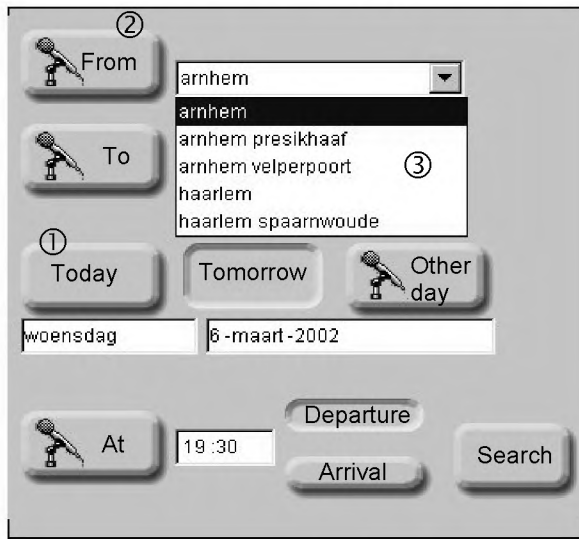 ②
From
arnhem
arnhem
arnhem presikhaaf
To
arnhem velperpoort
③
haarlem
haarlem spaarnwoude
①
Today
Tomorrow
Other
day
woensdag
6-maart-2002
At
19:30
Departure
Arrival
Search